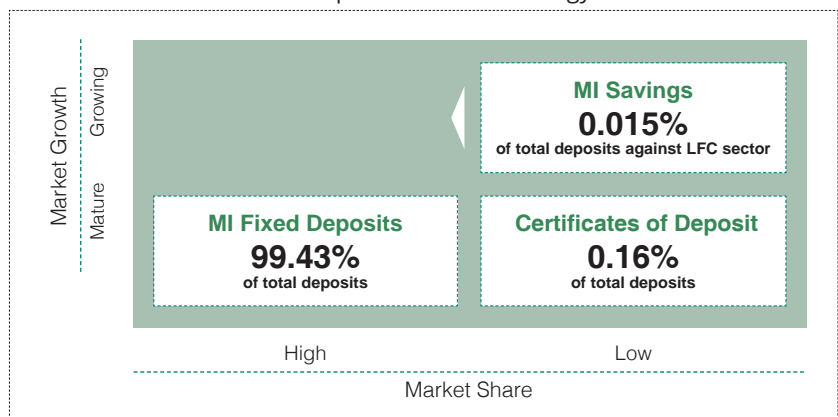 Market Growth
Growing
Mature
MI Savings
0.015%
of total deposits against LFC sector
MI Fixed Deposits
99.43%
of total deposits
Certificates of Deposit
0.16%
of total deposits
High
Low
Market Share